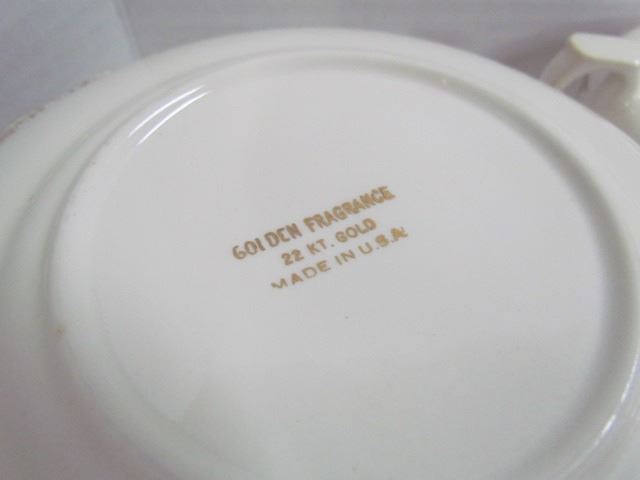 GOLDEN FRAGRANCE
22 KT. GOLD
MADE IN U.S.A.